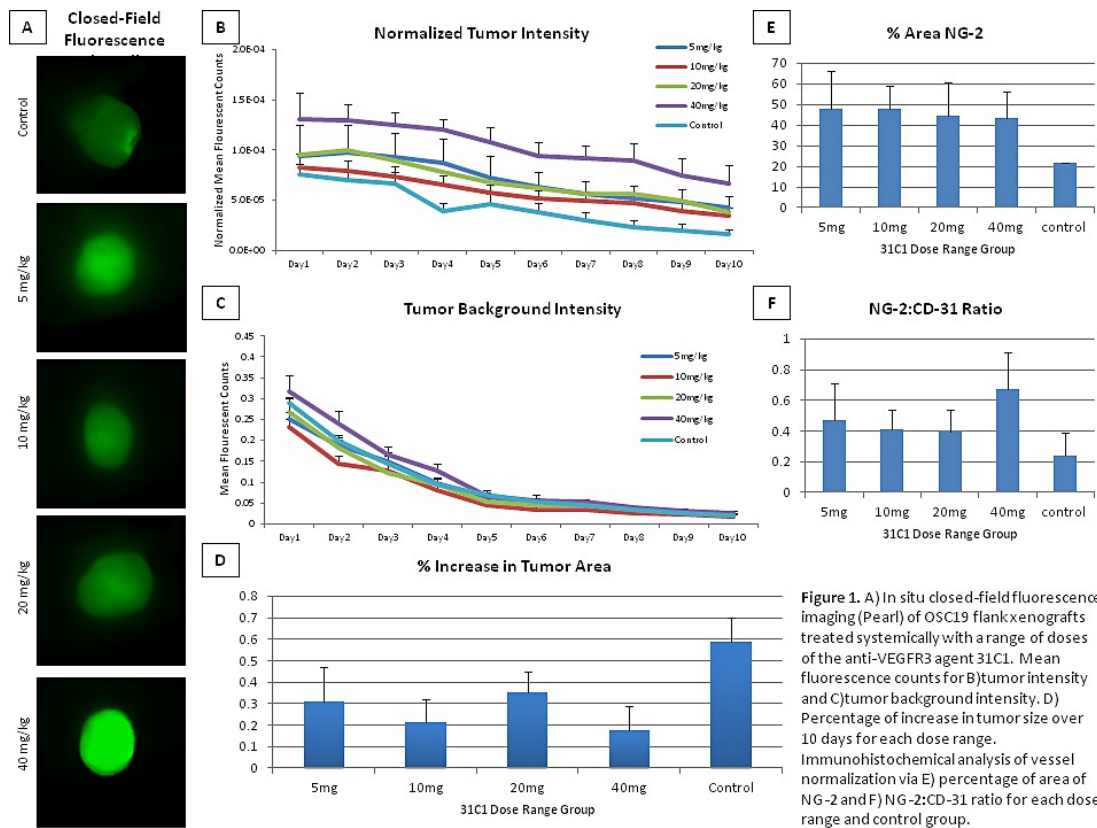 A
Closed-Field
Fluorescence
Control
5 mg/kg
10 mg/kg
20 mg/kg
40 mg/kg
B
Normalized Tumor Intensity
Normalized Mean Flourescent Counts
2.0E-04
1.5E-04
1.0E-04
5.0E-05
0.0E+00
5mg/kg
10mg/kg
20mg/kg
40mg/kg
Control
Day1 Day2 Day3 Day4 Day5 Day6 Day7 Day8 Day9 Day10
C
Tumor Background Intensity
Mean Flourescent Counts
0.45
0.4
0.35
0.3
0.25
0.2
0.15
0.1
0.05
0
5mg/kg
10mg/kg
20mg/kg
40mg/kg
Control
Day1 Day2 Day3 Day4 Day5 Day6 Day7 Day8 Day9 Day10
D
% Increase in Tumor Area
0.8
0.7
0.6
0.5
0.4
0.3
0.2
0.1
0
5mg 10mg 20mg 40mg Control
31C1 Dose Range Group
E
% Area NG-2
70
60
50
40
30
20
10
0
5mg 10mg 20mg 40mg control
31C1 Dose Range Group
F
NG-2:CD-31 Ratio
1
0.8
0.6
0.4
0.2
0
5mg 10mg 20mg 40mg control
31C1 Dose Range Group
Figure 1. A) In situ closed-field fluorescence
imaging (Pearl) of OSC19 flank xenografts
treated systemically with a range of doses
of the anti-VEGFR3 agent 31C1. Mean
fluorescence counts for B)tumor intensity
and C)tumor background intensity. D)
Percentage of increase in tumor size over
10 days for each dose range.
Immunohistochemical analysis of vessel
normalization via E) percentage of area of
NG-2 and F) NG-2:CD-31 ratio for each dose
range and control group.